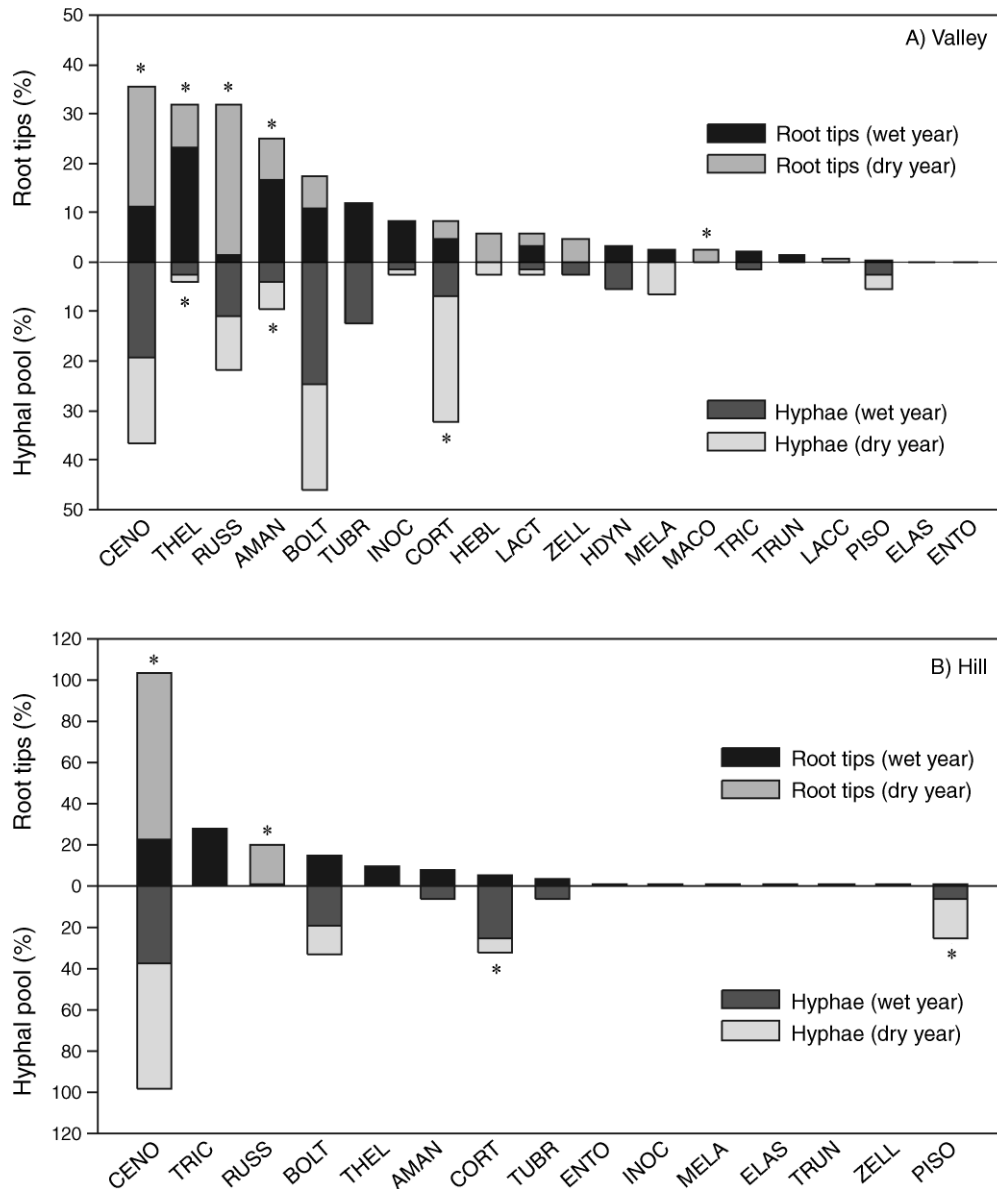 50
A) Valley
40
30
20
10
0
10
20
30
40
50
Root tips (%)
Hyphal pool (%)
*
*
*
*
*
*
*
*
Root tips (wet year)
Root tips (dry year)
Hyphae (wet year)
Hyphae (dry year)
CENO THEL RUSS AMAN BOLT TUBR INOC CORT HEBL LACT ZELL HDYN MELA MACO TRIC TRUN LACC PISO ELAS ENTO
120
B) Hill
100
80
60
40
20
0
20
40
60
80
100
120
Root tips (%)
Hyphal pool (%)
*
*
*
*
Root tips (wet year)
Root tips (dry year)
Hyphae (wet year)
Hyphae (dry year)
CENO TRIC RUSS BOLT THEL AMAN CORT TUBR ENTO INOC MELA ELAS TRUN ZELL PISO